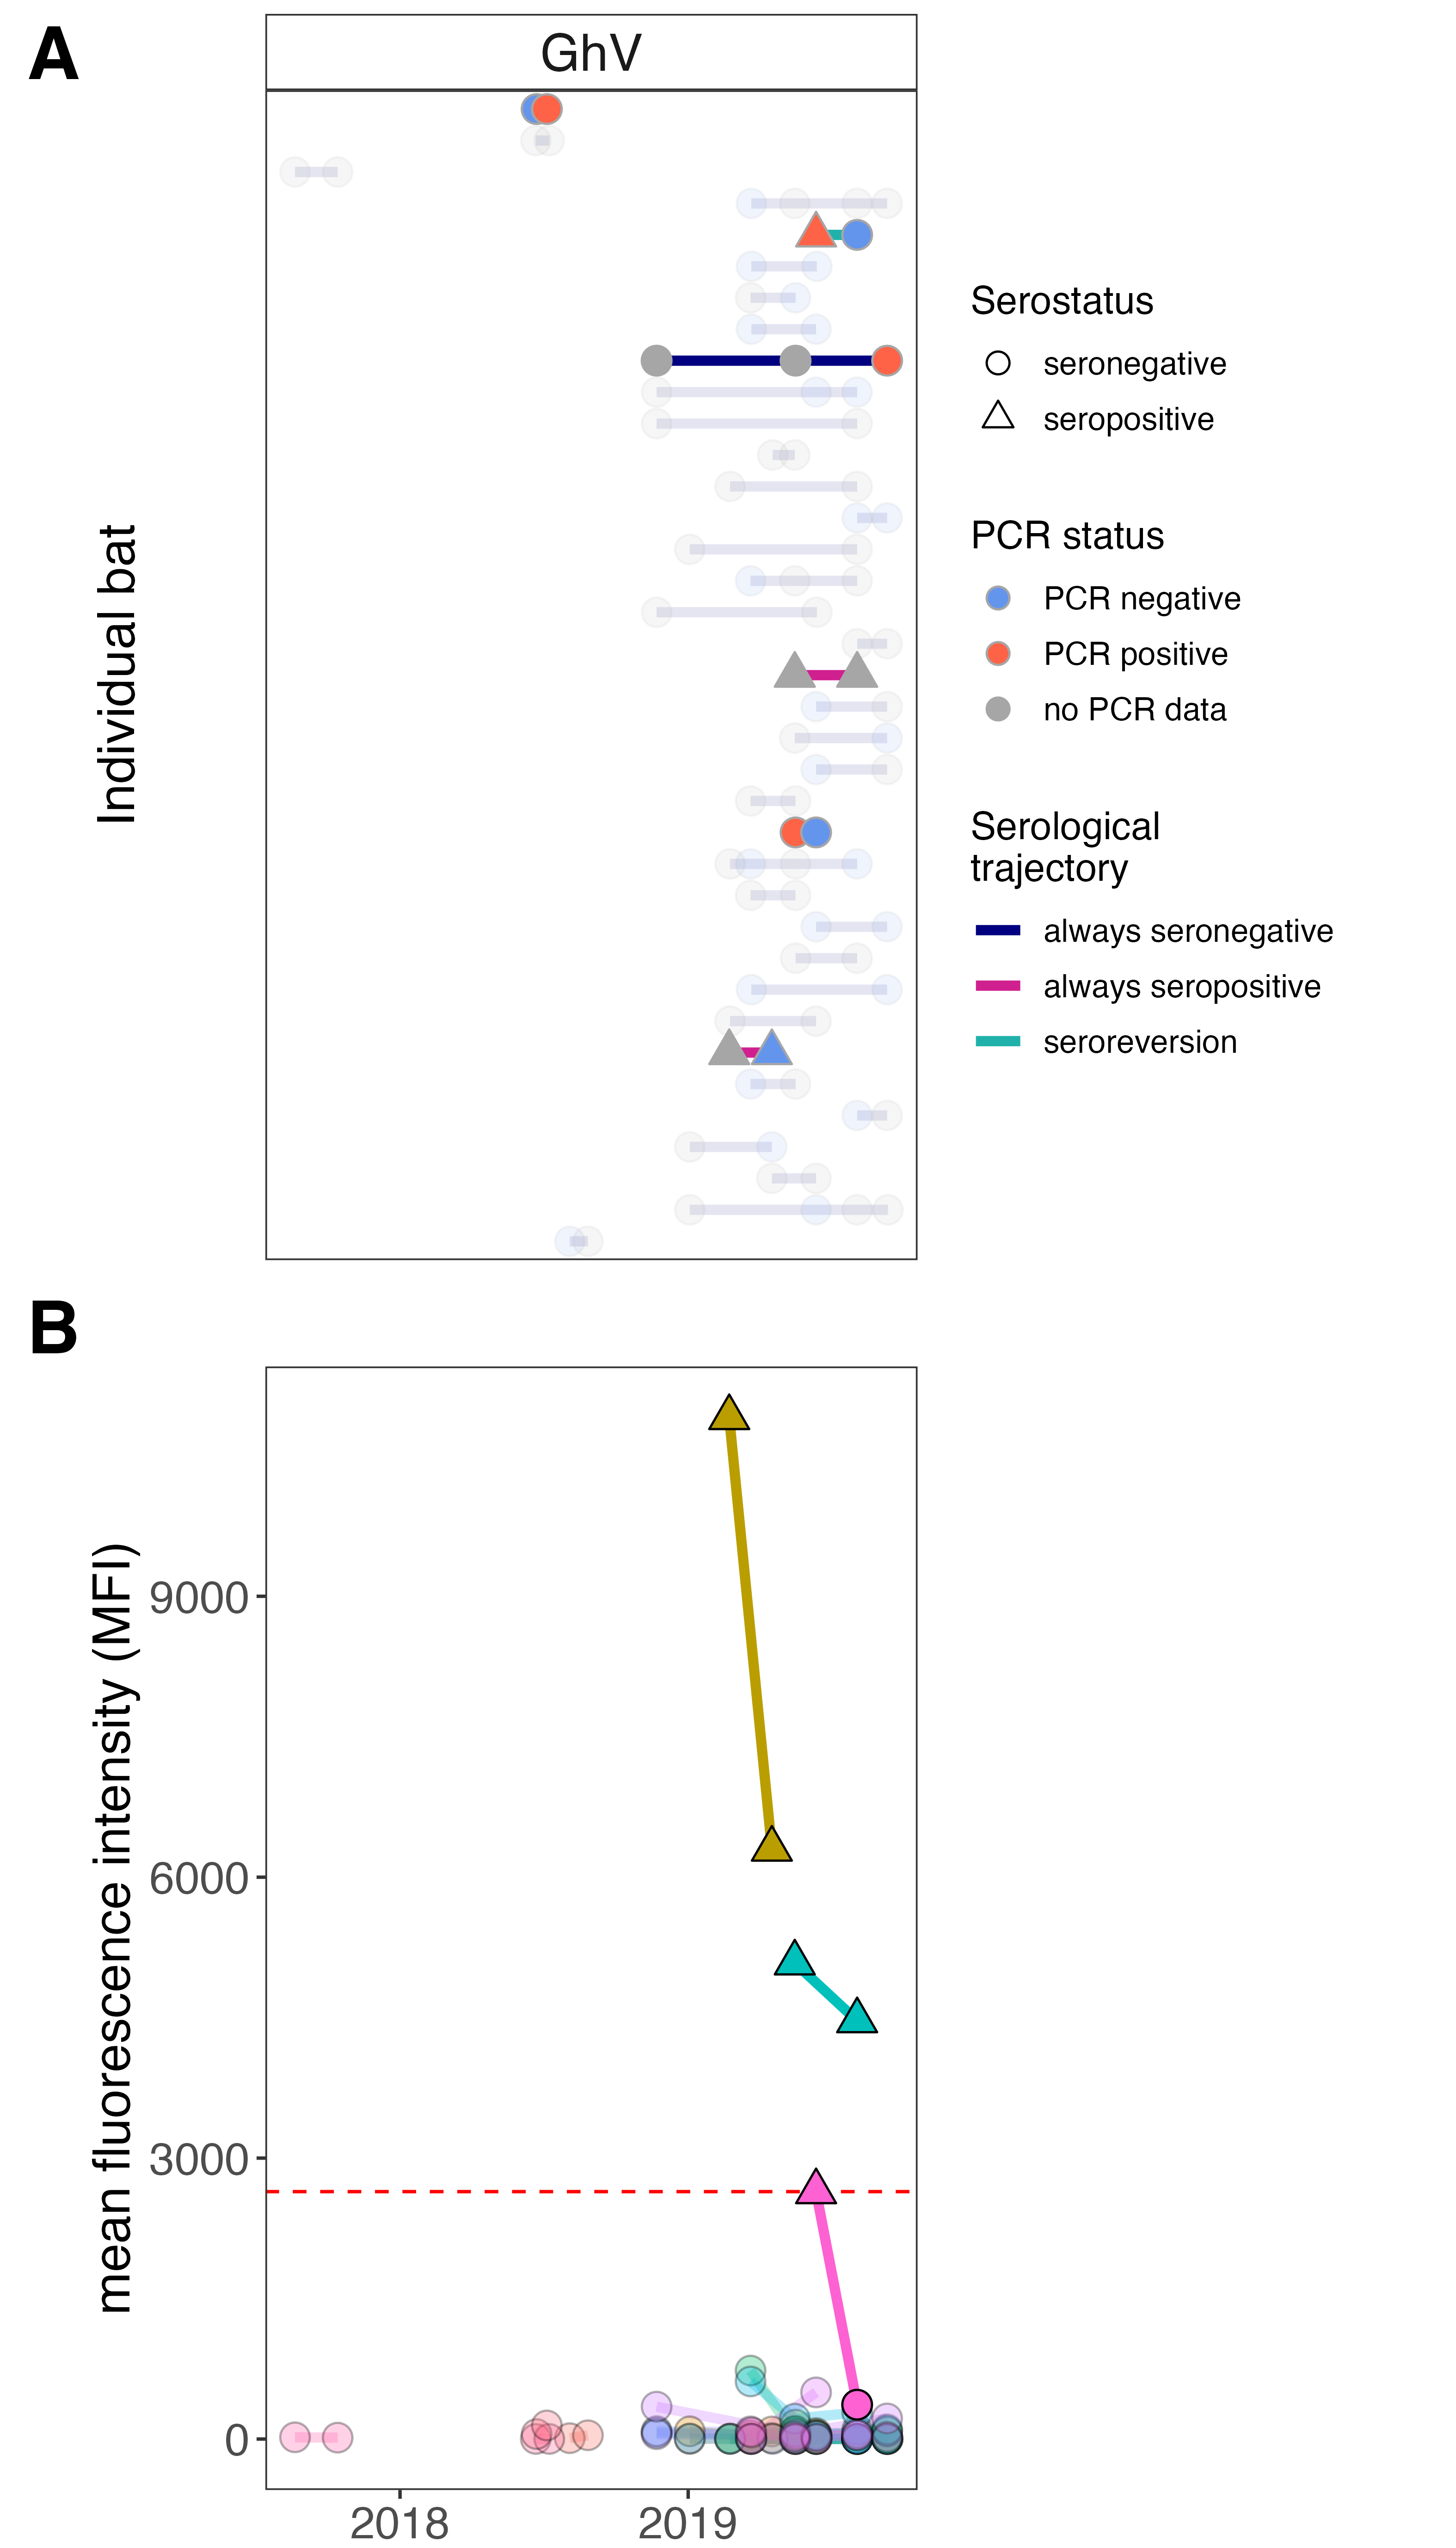 A
GhV
Individual bat
Serostatus
seronegative
seropositive
PCR status
PCR negative
PCR positive
no PCR data
Serological
trajectory
always seronegative
always seropositive
seroreversion
B
mean fluorescence intensity (MFI)
9000
6000
3000
0
2018
2019